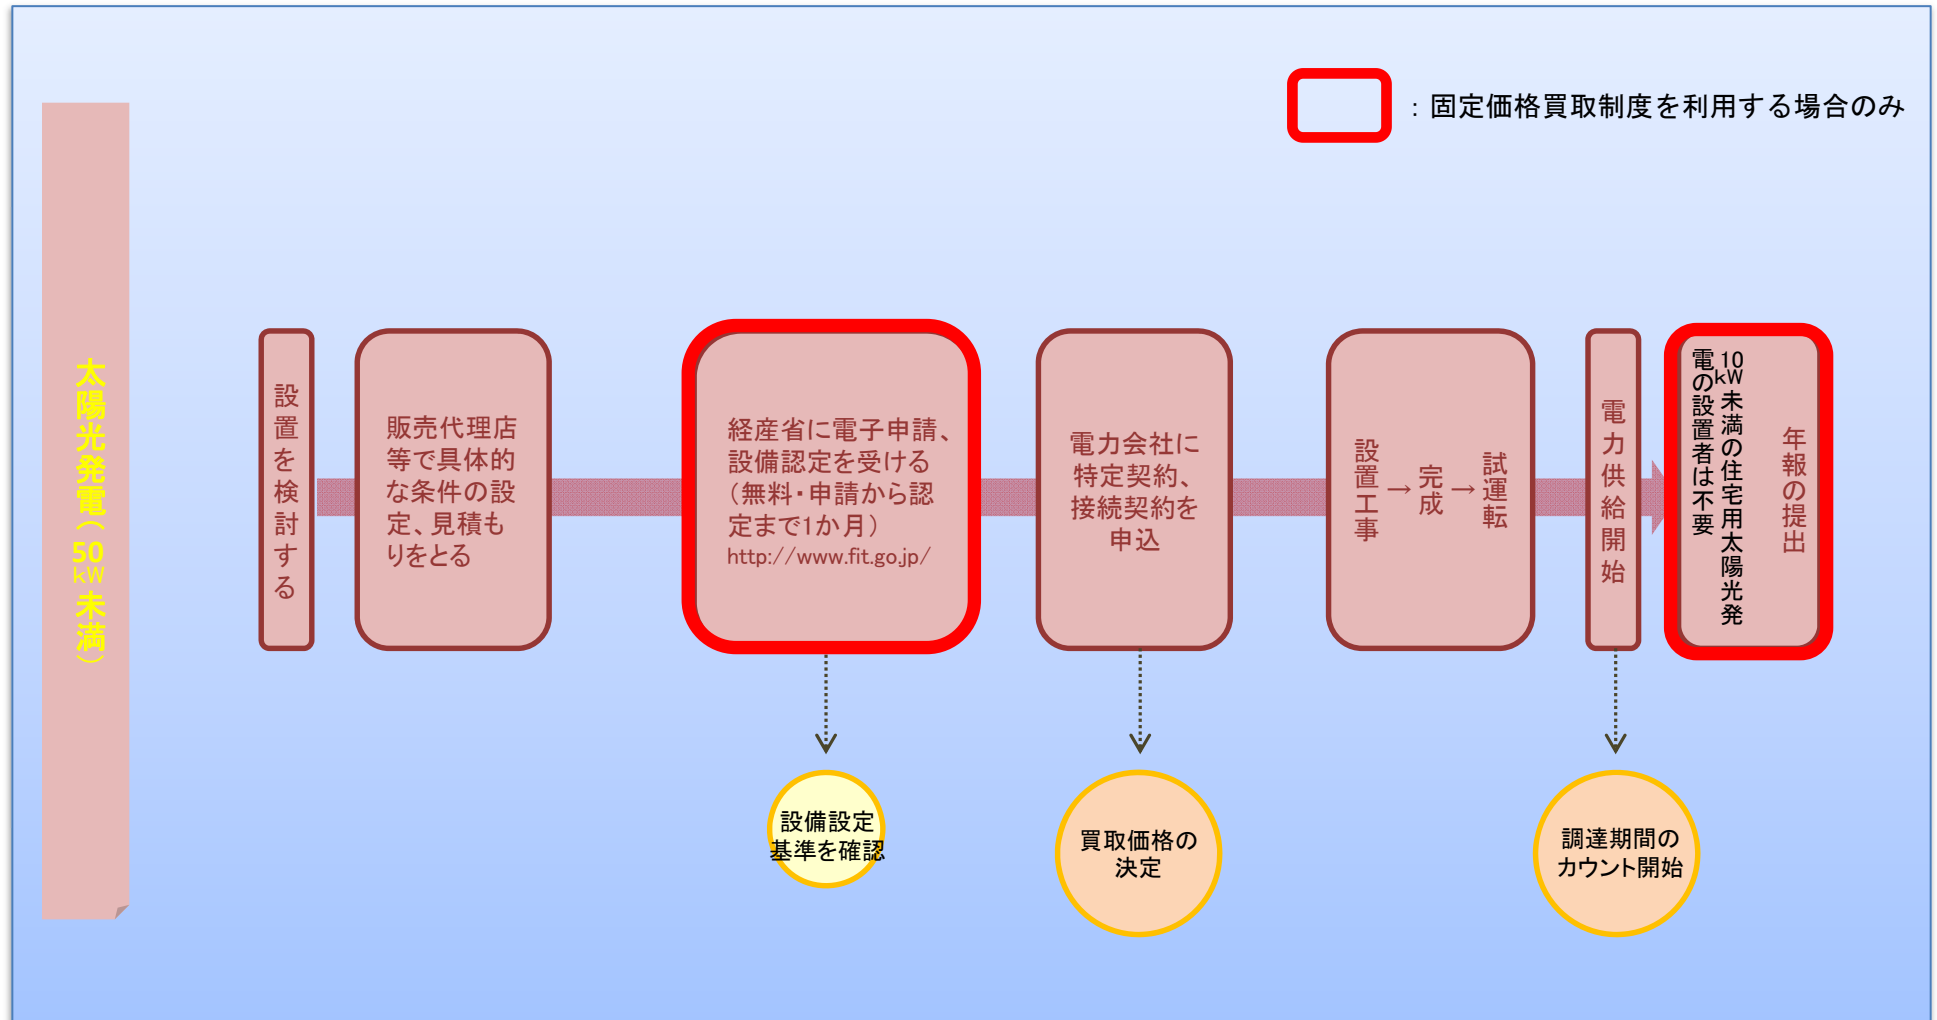 ：固定価格買取制度を利用する場合のみ
太陽光発電（50kW未満）
設置を検討する
販売代理店
等で具体的
な条件の設
定、見積も
りをとる
経産省に電子申請、
設備認定を受ける
（無料・申請から認
定まで1か月）
http://www.fit.go.jp/
電力会社に
特定契約、
接続契約を
申込
設置工事
→
完成
→
試運転
電力供給開始
年報の提出
10kW未満の住宅用太陽光発
電の設置者は不要
設備設定
基準を確認
買取価格の
決定
調達期間の
カウント開始